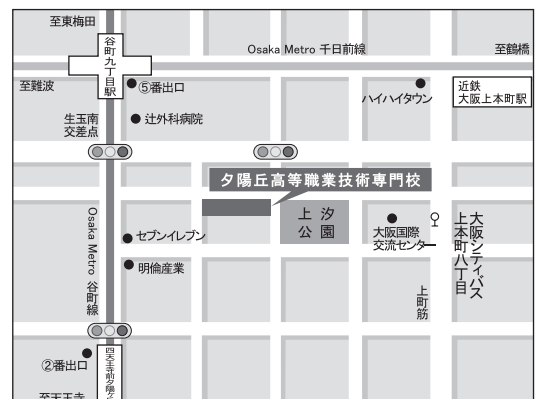 至東梅田
谷町九丁目駅
Osaka Metro 千日前線
至鶴橋
至難波
⑤番出口
ハイハイタウン
近鉄
大阪上本町駅
生玉南
交差点
辻外科病院
夕陽丘高等職業技術専門校
上汐
公園
Osaka Metro 谷町線
セブンイレブン
大阪国際
交流センター
大阪シティバス
上本町八丁目
明倫産業
上町筋
②番出口
四天王寺前夕陽ヶ
至天王寺